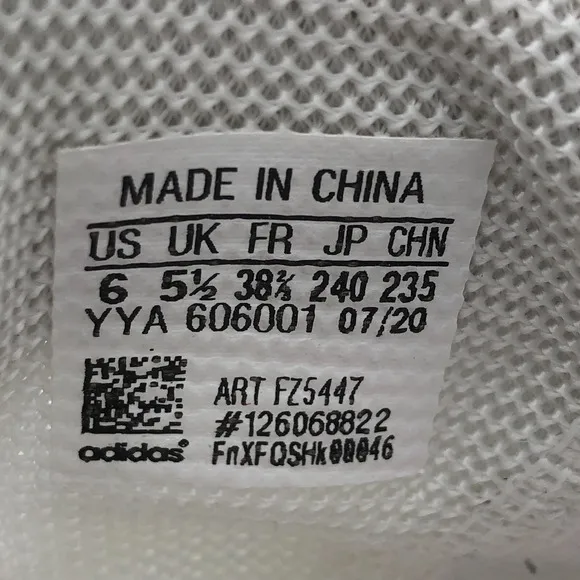 MADE IN CHINA
US UK FR JP CHN
6 5½ 38⅔ 240 235
YYA 606001 07/20
ART FZ5447
#126068822
adidas®